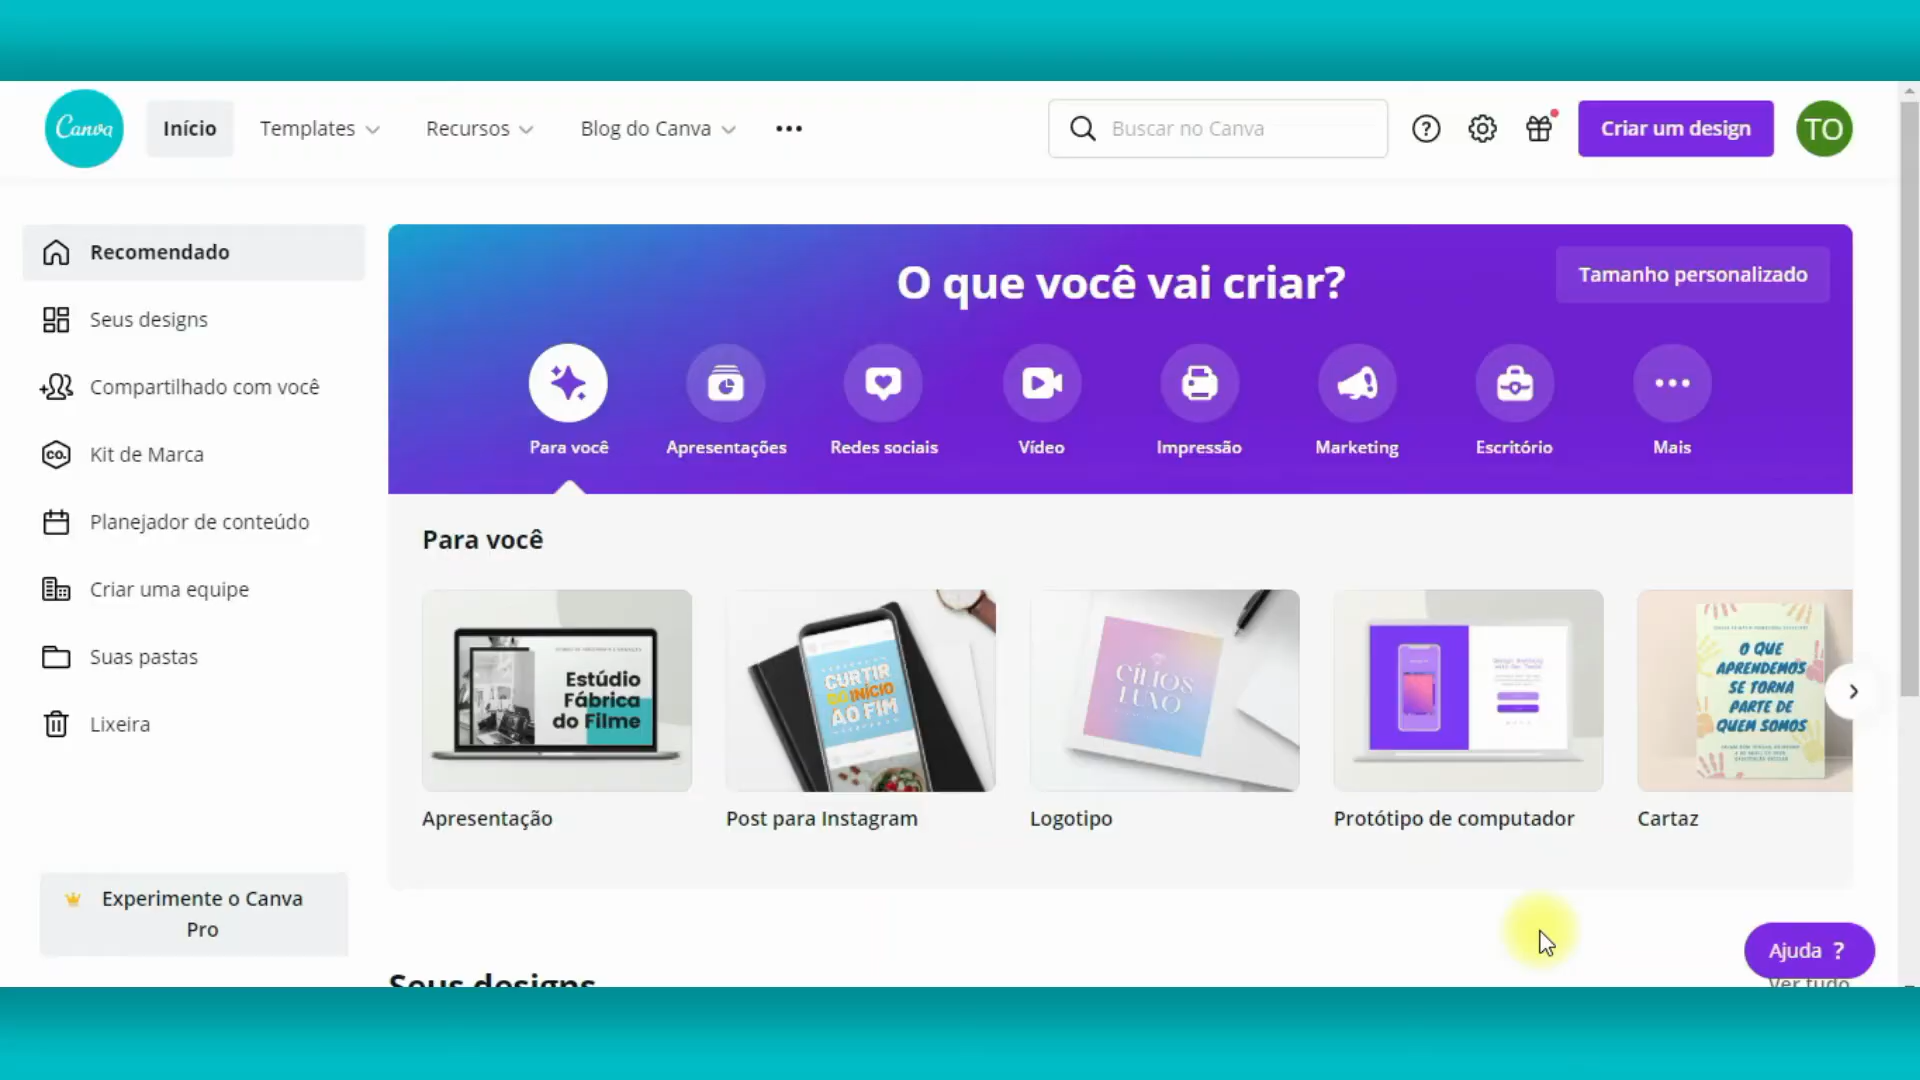 Canva
Início
Templates
Recursos
Blog do Canva
Buscar no Canva
Criar um design
TO
Recomendado
Seus designs
Compartilhado com você
Kit de Marca
Planejador de conteúdo
Criar uma equipe
Suas pastas
Lixeira
Experimente o Canva
Pro
O que você vai criar?
Tamanho personalizado
Para você
Apresentações
Redes sociais
Vídeo
Impressão
Marketing
Escritório
Mais
Para você
Estúdio
Fábrica
do Filme
CURTIR
DO INÍCIO
AO FIM
CÍLIOS
LUXO
O QUE
APRENDEMOS
SE TORNA
PARTE DE
QUEM SOMOS
Apresentação
Post para Instagram
Logotipo
Protótipo de computador
Cartaz
Seus designs
Ajuda ?
Ver tudo